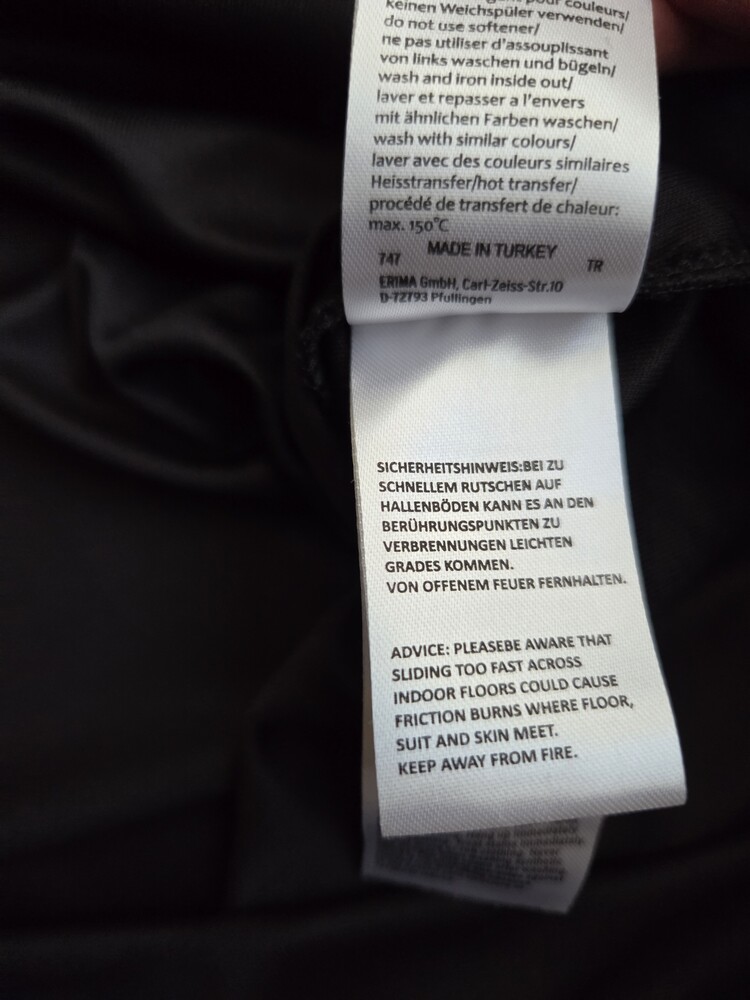 pour couleurs/
keinen Weichspüler verwenden/
do not use softener/
ne pas utiliser d'assouplissant
von links waschen und bügeln/
wash and iron inside out/
laver et repasser a l'envers
mit ähnlichen Farben waschen/
wash with similar colours/
laver avec des couleurs similaires
Heisstransfer/hot transfer/
procédé de transfert de chaleur:
max. 150°C
747 MADE IN TURKEY TR
ERIMA GmbH, Carl-Zeiss-Str.10
D-72793 Pfullingen
SICHERHEITSHINWEIS:BEI ZU
SCHNELLEM RUTSCHEN AUF
HALLENBÖDEN KANN ES AN DEN
BERÜHRUNGSPUNKTEN ZU
VERBRENNUNGEN LEICHTEN
GRADES KOMMEN.
VON OFFENEM FEUER FERNHALTEN.
ADVICE: PLEASEBE AWARE THAT
SLIDING TOO FAST ACROSS
INDOOR FLOORS COULD CAUSE
FRICTION BURNS WHERE FLOOR,
SUIT AND SKIN MEET.
KEEP AWAY FROM FIRE.